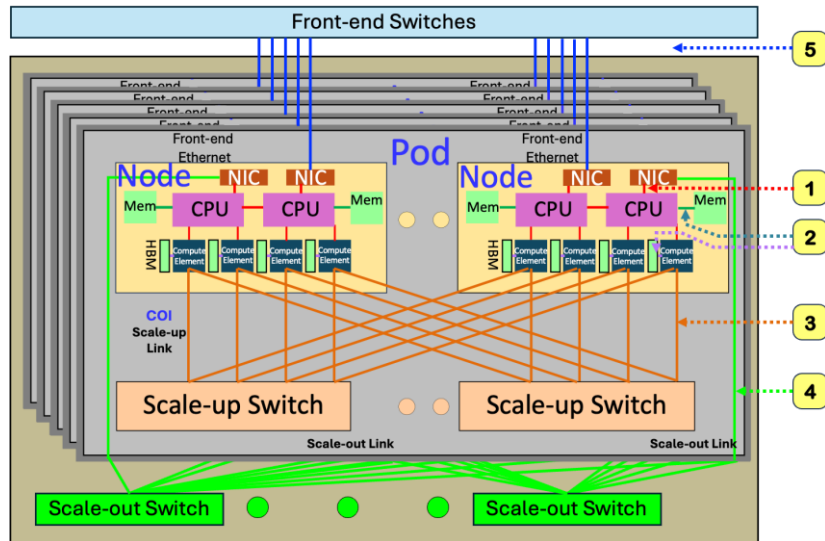 Front-end Switches
5
Front-end
Front-end
Front-end
Front-end
Front-end
Front-end
Front-end
Front-end
Front-end
Ethernet
Pod
Front-end
Ethernet
Node
NIC
NIC
Node
NIC
NIC
1
Mem
CPU
CPU
Mem
Mem
CPU
CPU
Mem
2
HBM
Compute
Element
Compute
Element
Compute
Element
Compute
Element
HBM
Compute
Element
Compute
Element
Compute
Element
Compute
Element
COI
Scale-up
Link
3
Scale-up Switch
Scale-up Switch
4
Scale-out Link
Scale-out Link
Scale-out Switch
Scale-out Switch